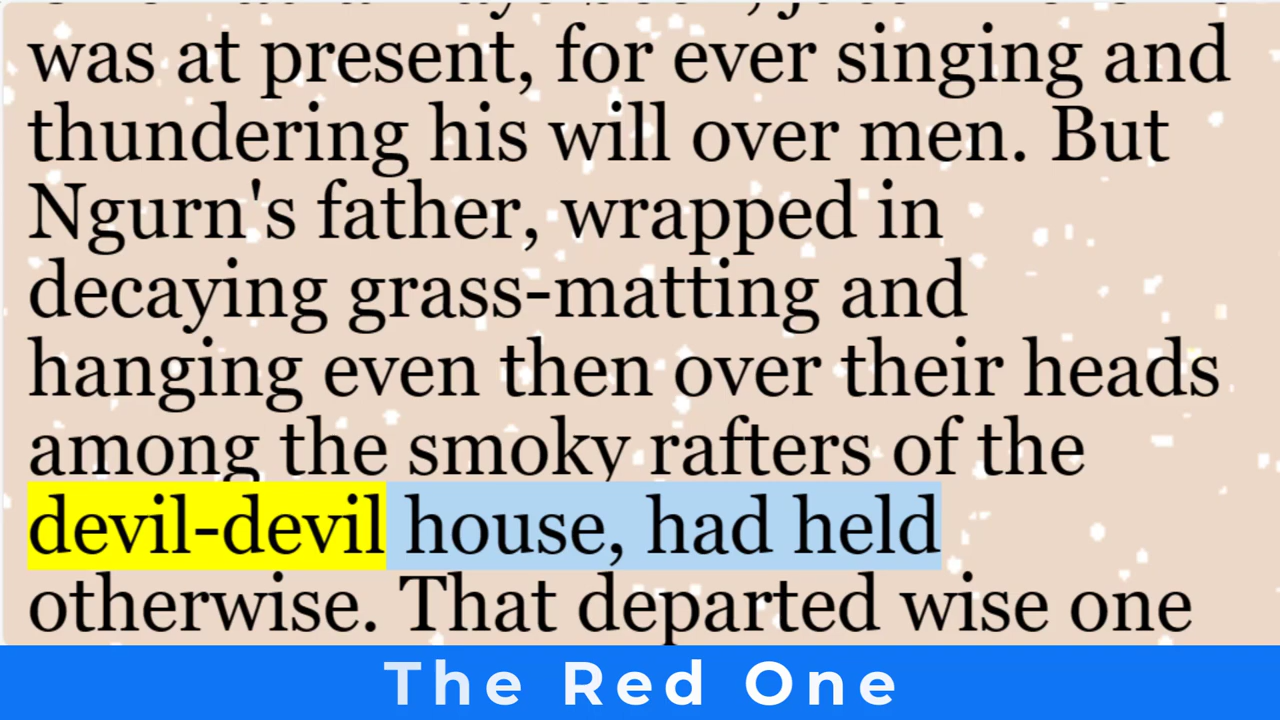 was at present, for ever singing and
thundering his will over men. But
Ngurn's father, wrapped in
decaying grass-matting and
hanging even then over their heads
among the smoky rafters of the
devil-devil house, had held
otherwise. That departed wise one
The Red One